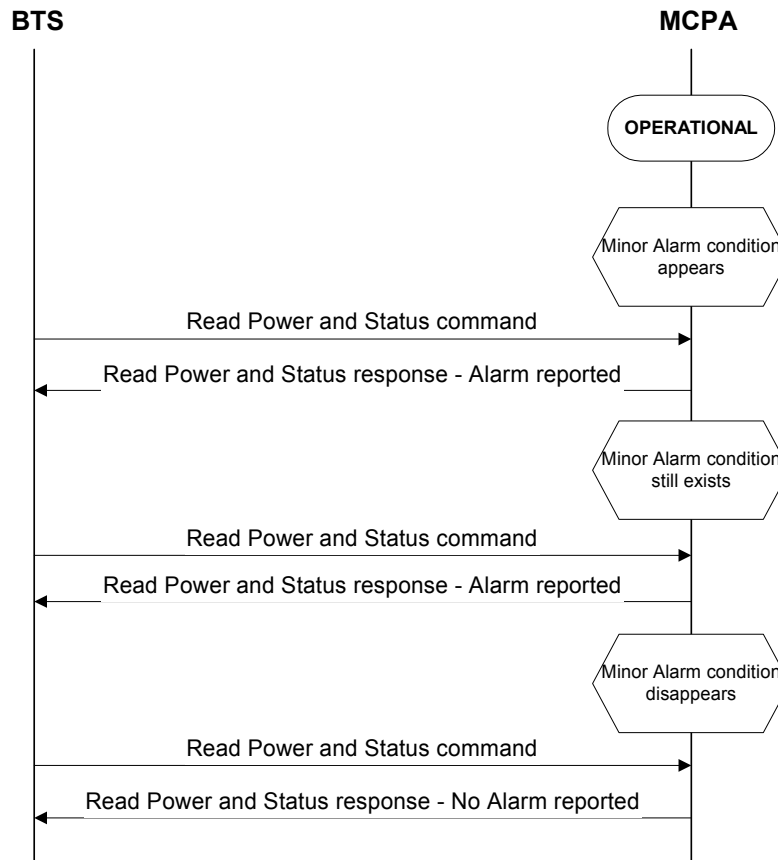 BTS
MCPA
OPERATIONAL
Minor Alarm condition
appears
Read Power and Status command
Read Power and Status response - Alarm reported
Minor Alarm condition
still exists
Read Power and Status command
Read Power and Status response - Alarm reported
Minor Alarm condition
disappears
Read Power and Status command
Read Power and Status response - No Alarm reported